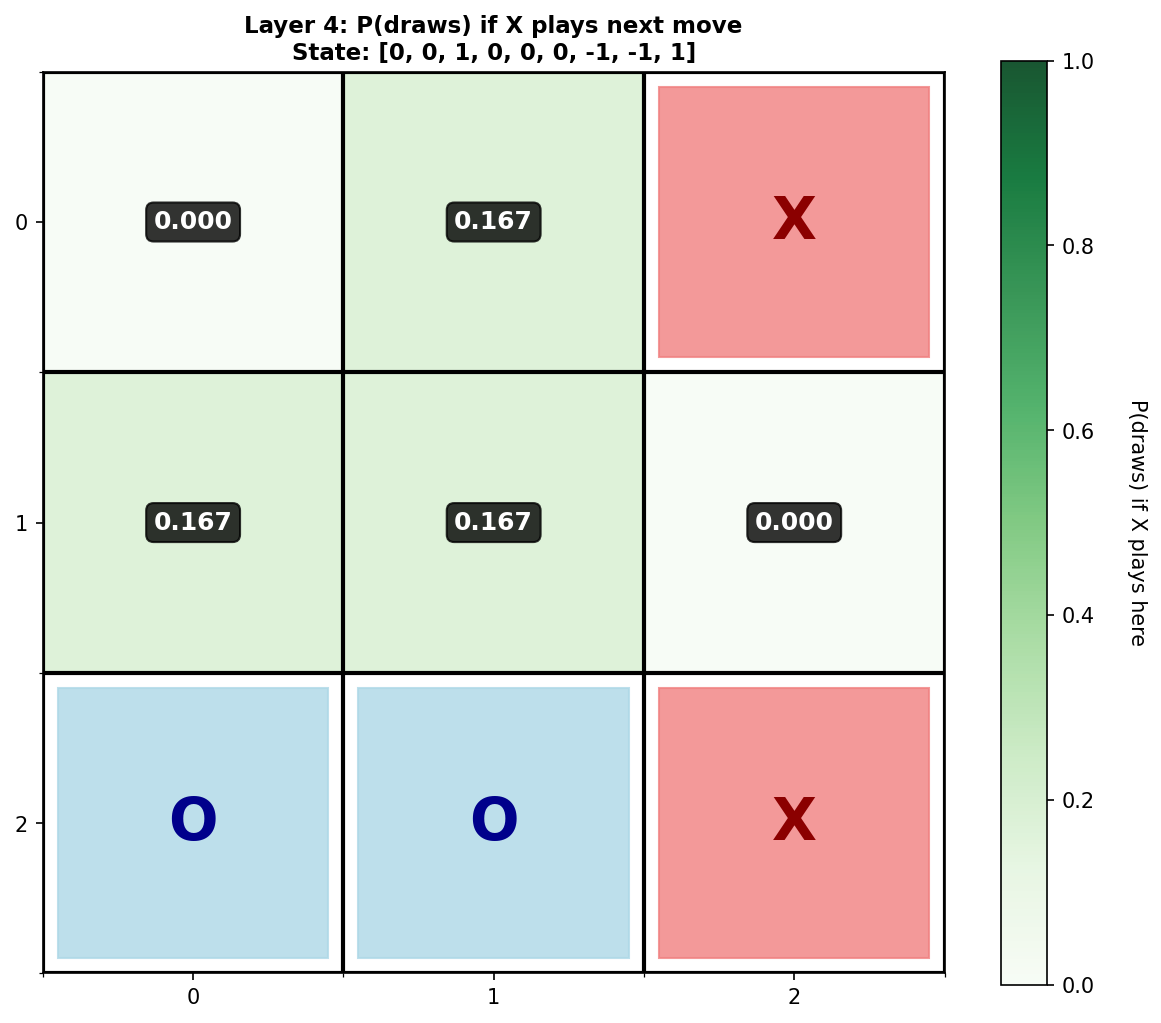 Layer 4: P(draws) if X plays next move
State: [0, 0, 1, 0, 0, 0, -1, -1, 1]
0
0.000
0.167
X
1
0.167
0.167
0.000
2
O
O
X
0
1
2
1.0
0.8
0.6
0.4
0.2
0.0
P(draws) if X plays here